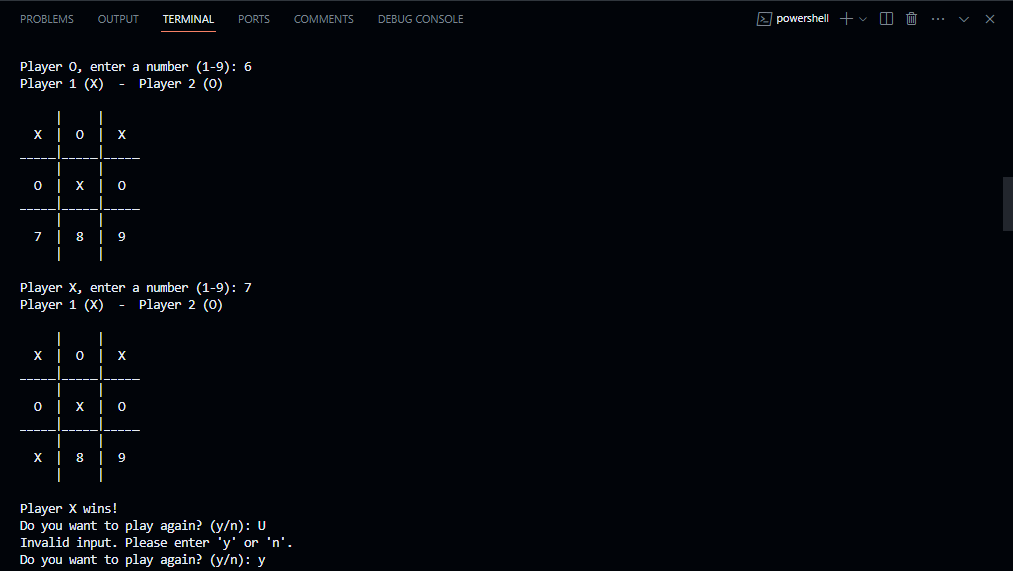 PROBLEMS OUTPUT TERMINAL PORTS COMMENTS DEBUG CONSOLE powershell
Player O, enter a number (1-9): 6
Player 1 (X)  -  Player 2 (O)
     |     |
  X  |  O  |  X
_____|_____|_____
     |     |
  O  |  X  |  O
_____|_____|_____
     |     |
  7  |  8  |  9
     |     |
Player X, enter a number (1-9): 7
Player 1 (X)  -  Player 2 (O)
     |     |
  X  |  O  |  X
_____|_____|_____
     |     |
  O  |  X  |  O
_____|_____|_____
     |     |
  X  |  8  |  9
     |     |
Player X wins!
Do you want to play again? (y/n): U
Invalid input. Please enter 'y' or 'n'.
Do you want to play again? (y/n): y